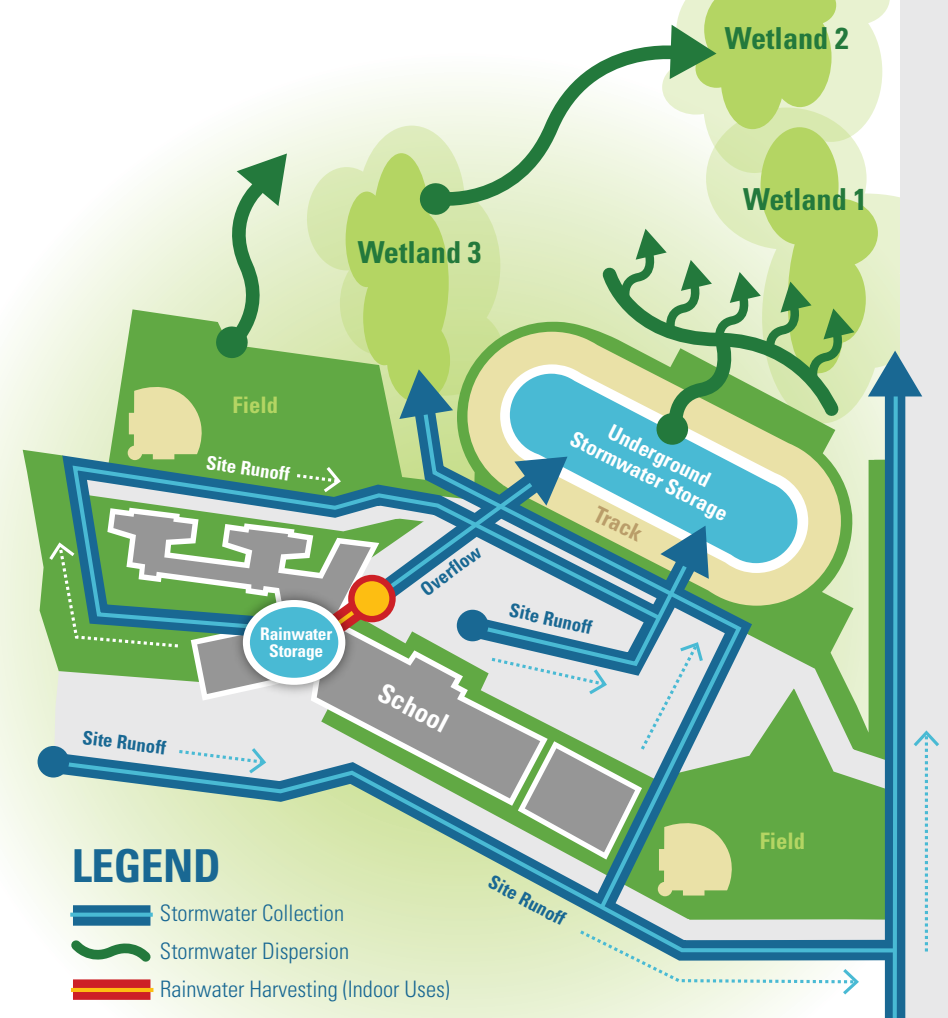 Wetland 2
Wetland 1
Wetland 3
Field
Site Runoff
Underground
Stormwater Storage
Track
Overflow
Site Runoff
Rainwater
Storage
School
Site Runoff
Field
Site Runoff
LEGEND
Stormwater Collection
Stormwater Dispersion
Rainwater Harvesting (Indoor Uses)